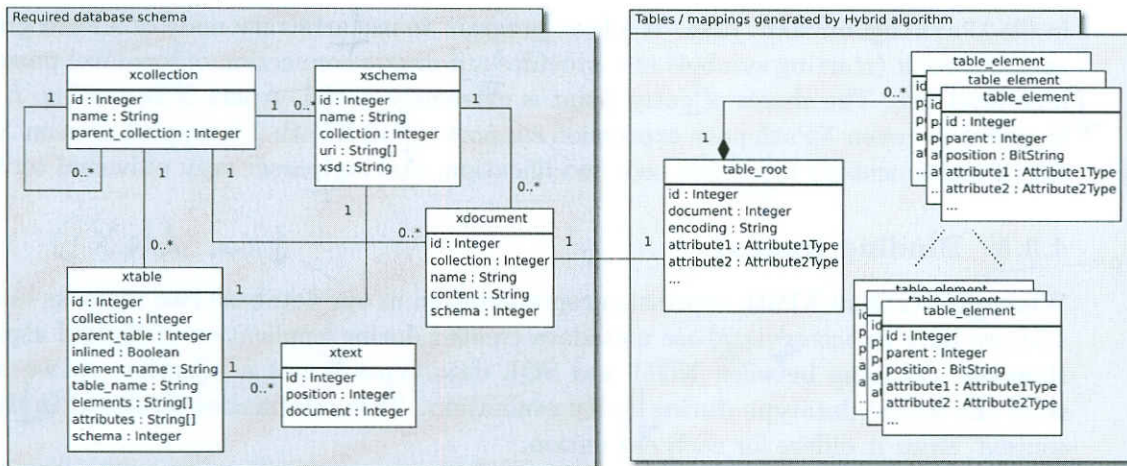 Required database schema
xcollection
id : Integer
name : String
parent_collection : Integer
1
0..*
1
1
0..*
0..*
xschema
id : Integer
name : String
collection : Integer
uri : String[]
xsd : String[]
1
1
0..*
0..*
xdocument
id : Integer
collection : Integer
name : String
content : String
schema : Integer
1
xtable
id : Integer
collection : Integer
parent_table : Integer
inlined : Boolean
element_name : String
table_name : String
elements : String[]
attributes : String[]
schema : Integer
1
1
0..*
xtext
id : Integer
position : Integer
document : Integer
Tables / mappings generated by Hybrid algorithm
1
1
0..*
table_root
id : Integer
document : Integer
encoding : String
attribute1 : Attribute1Type
attribute2 : Attribute2Type
...
table_element
table_element
table_element
id : Integer
parent : Integer
position : BitString
attribute1 : Attribute1Type
attribute2 : Attribute2Type
...
table_element
id : Integer
parent : Integer
position : BitString
attribute1 : Attribute1Type
attribute2 : Attribute2Type
...